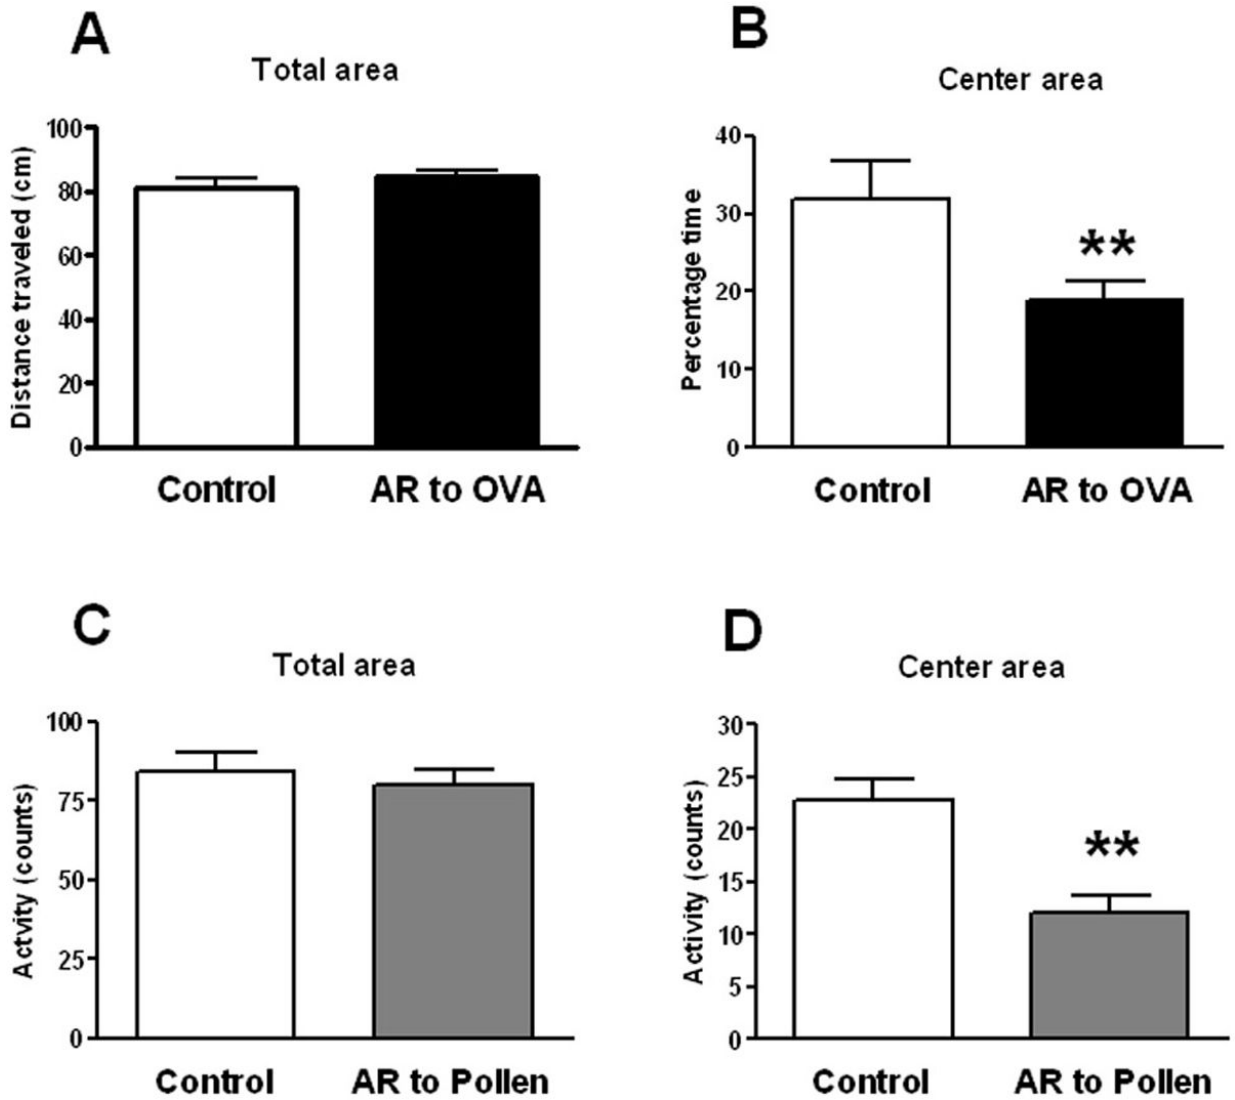 A
Total area
Distance traveled (cm)
100
80
60
40
20
0
Control
AR to OVA
B
Center area
Percentage time
40
30
20
10
0
**
Control
AR to OVA
C
Total area
Actvity (counts)
100
75
50
25
0
Control
AR to Pollen
D
Center area
Activity (counts)
30
25
20
15
10
5
0
**
Control
AR to Pollen